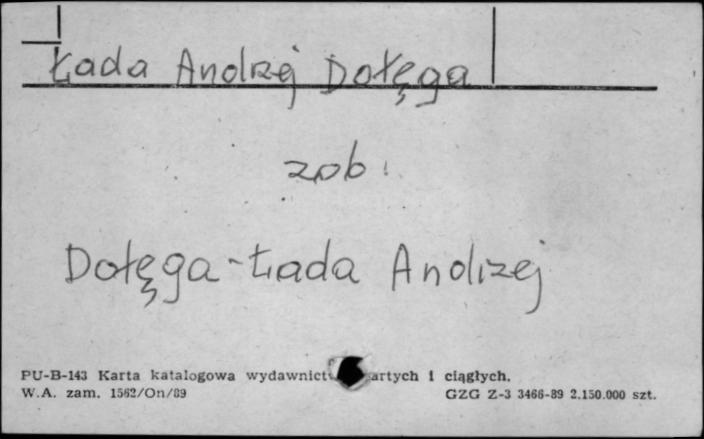 Łada Andrzej Dołęga
zob.
Dołęga-Łada Andrzej
PU-B-143 Karta katalogowa wydawnictw artych i ciągłych.
W.A. zam. 1562/On/89 GZG Z-3 3466-89 2.150.000 szt.